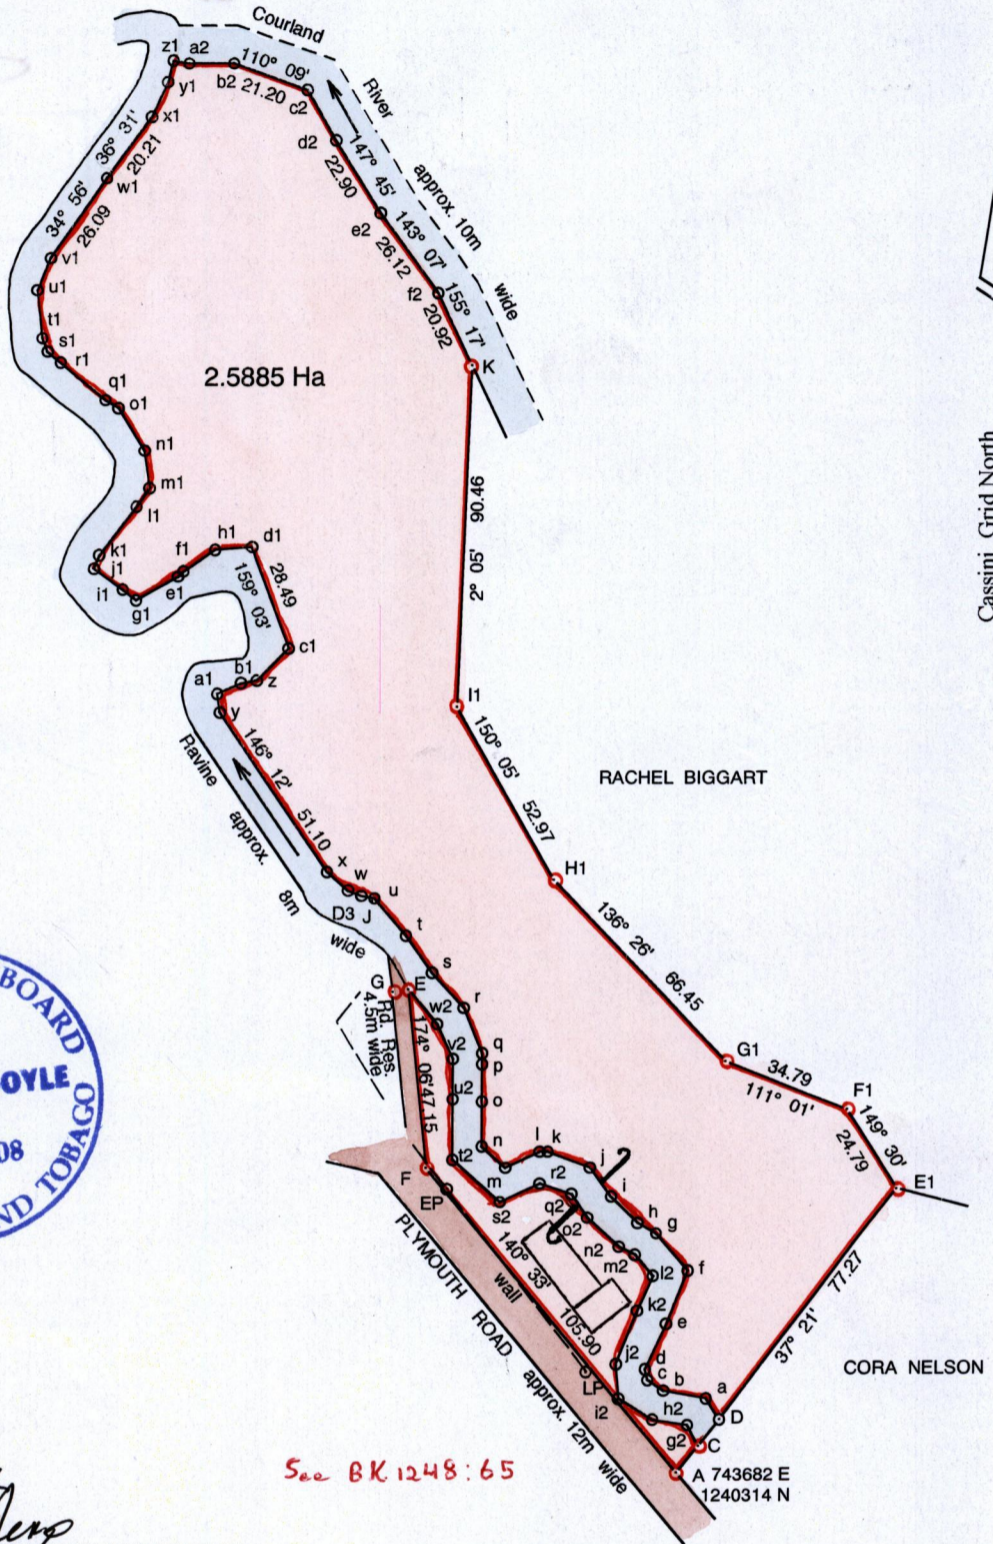 Courland
River
approx. 10m
wide
z1
a2
b2
110° 09'
21.20
c2
y1
x1
36° 31'
20.21
d2
147° 45'
22.90
w1
34° 56'
26.09
e2
143° 07'
26.12
v1
u1
f2
155° 17'
20.92
t1
s1
r1
K
2.5885 Ha
q1
o1
n1
m1
l1
90.46
2° 05'
Cassini Grid North
k1
j1
i1
g1
e1
f1
h1
d1
28.49
159° 03'
c1
b1
z
a1
y
I1
146° 12'
51.10
Ravine
approx.
8m
wide
150° 05'
52.97
RACHEL BIGGART
x
w
u
D3 J
H1
t
136° 26'
66.45
s
G
E
r
Rd. Res.
4.5m wide
174° 06'
47.15
w2
v2
q
p
u2
o
G1
34.79
111° 01'
F1
149° 30'
24.79
n
l
k
j
t2
m
r2
i
E1
F
EP
s2
q2
o2
h
g
n2
m2
l2
f
140° 33'
105.90
wall
k2
e
77.27
37° 21'
PLYMOUTH ROAD approx. 12m wide
j2
d
c
b
a
LP
i2
h2
g2
D
C
CORA NELSON
A 743682 E
1240314 N
See BK 1248:65
BOARD
OYLE
08
ND TOBAGO